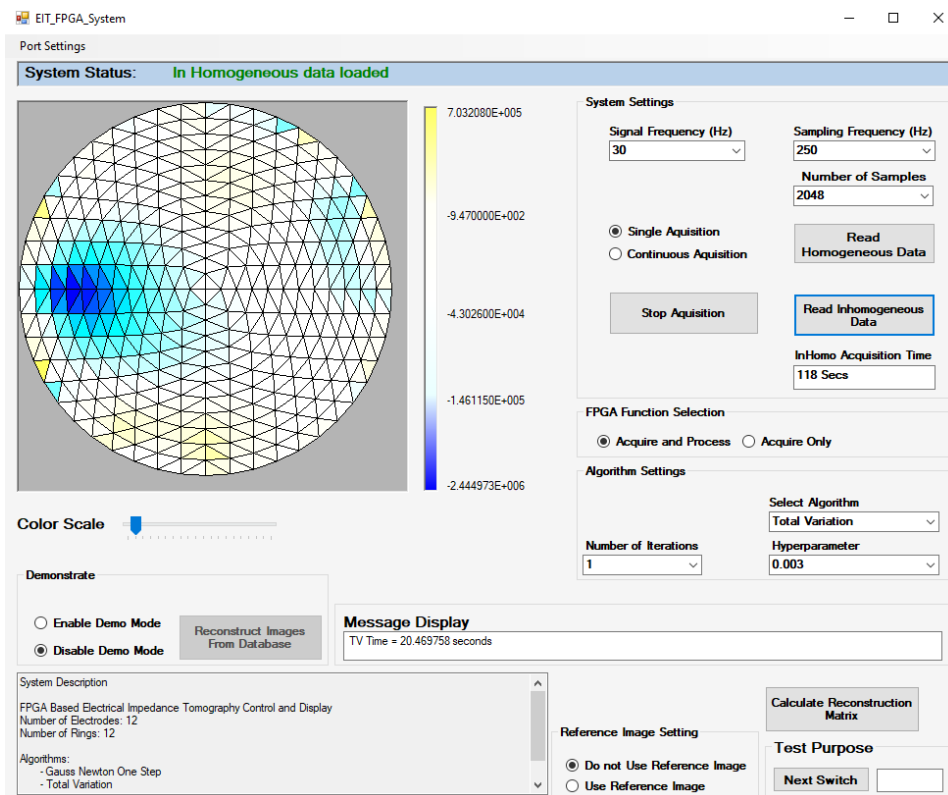 EIT_FPGA_System
Port Settings
System Status: In Homogeneous data loaded
7.032080E+005
-9.470000E+002
-4.302600E+004
-1.461150E+005
-2.444973E+006
Color Scale
System Settings
Signal Frequency (Hz)
30
Sampling Frequency (Hz)
250
Number of Samples
2048
Single Aquisition
Continuous Aquisition
Read
Homogeneous Data
Stop Aquisition
Read Inhomogeneous
Data
InHomo Acquisition Time
118 Secs
FPGA Function Selection
Acquire and Process
Acquire Only
Algorithm Settings
Select Algorithm
Total Variation
Number of Iterations
1
Hyperparameter
0.003
Demonstrate
Enable Demo Mode
Disable Demo Mode
Reconstruct Images
From Database
Message Display
TV Time = 20.469758 seconds
System Description
FPGA Based Electrical Impedance Tomography Control and Display
Number of Electrodes: 12
Number of Rings: 12
Algorithms:
- Gauss Newton One Step
- Total Variation
Reference Image Setting
Do not Use Reference Image
Use Reference Image
Calculate Reconstruction
Matrix
Test Purpose
Next Switch